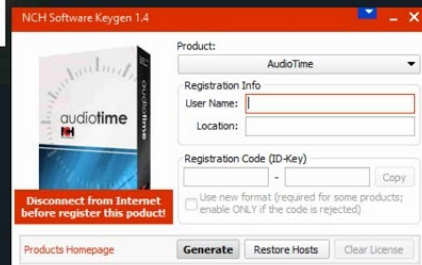 NCH Software Keygen 1.4
Product:
AudioTime
audiotime
NCH
audiotime
Disconnect from Internet
before register this poduct!
Registration Info
User Name:
Location:
Registration Code (ID-Key)
-
Copy
Use new format (required for some products;
enable ONLY if the code is rejected)
Products Homepage
Generate
Restore Hosts
Clear License